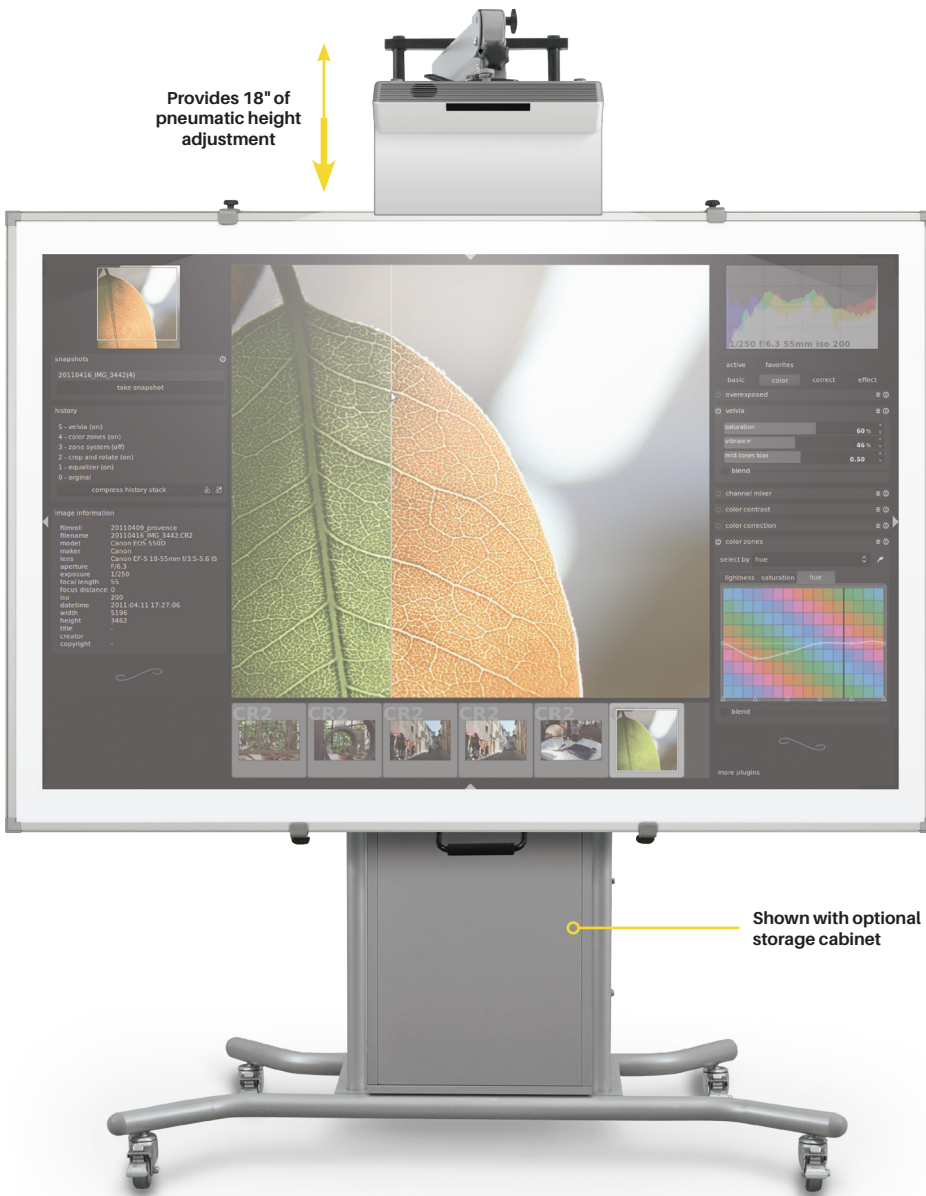 Provides 18" of
pneumatic height
adjustment
snapshots
20110416_IMG_3442(4)
take snapshot
history
5 - velvia (on)
4 - color zones (on)
3 - zone system (off)
2 - crop and rotate (on)
1 - equalizer (on)
0 - orginal
compress history stack
image information
filmroll 20110409_provence
filename 20110416_IMG_3442.CR2
model Canon EOS 550D
maker Canon
lens Canon EF-S 18-55mm f/3.5-5.6 IS
aperture F/6.3
exposure 1/250
focal length 55
focus distance 0
iso 200
datetime 2011:04:11 17:27:06
width 5196
height 3462
title -
creator
copyright -
CR2 CR2 CR2 CR2 CR2
1/250 f/6.3 55mm iso 200
active favorites
basic color correct effect
overexposed
velvia
saturation 60 %
vibrance 46 %
mid-tones bias 0.50
blend
channel mixer
color contrast
color correction
color zones
select by hue
lightness saturation hue
blend
more plugins
Shown with optional
storage cabinet